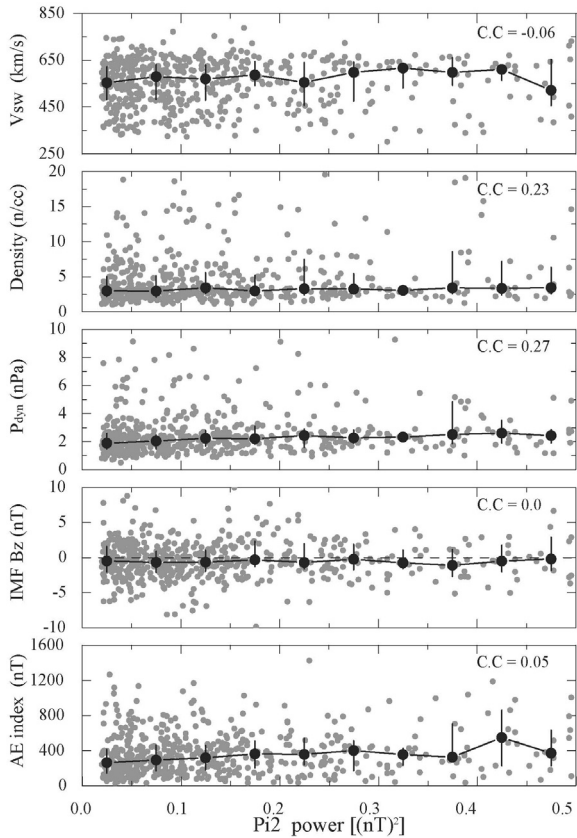 850
650
450
250
Vsw (km/s)
C.C = -0.06
20
15
10
5
0
Density (n/cc)
C.C = 0.23
10
8
6
4
2
0
Pdyn (nPa)
C.C = 0.27
10
5
0
-5
-10
IMF Bz (nT)
C.C = 0.0
1600
1200
800
400
0
AE index (nT)
C.C = 0.05
0.0 0.1 0.2 0.3 0.4 0.5
Pi2 power [(nT)²]